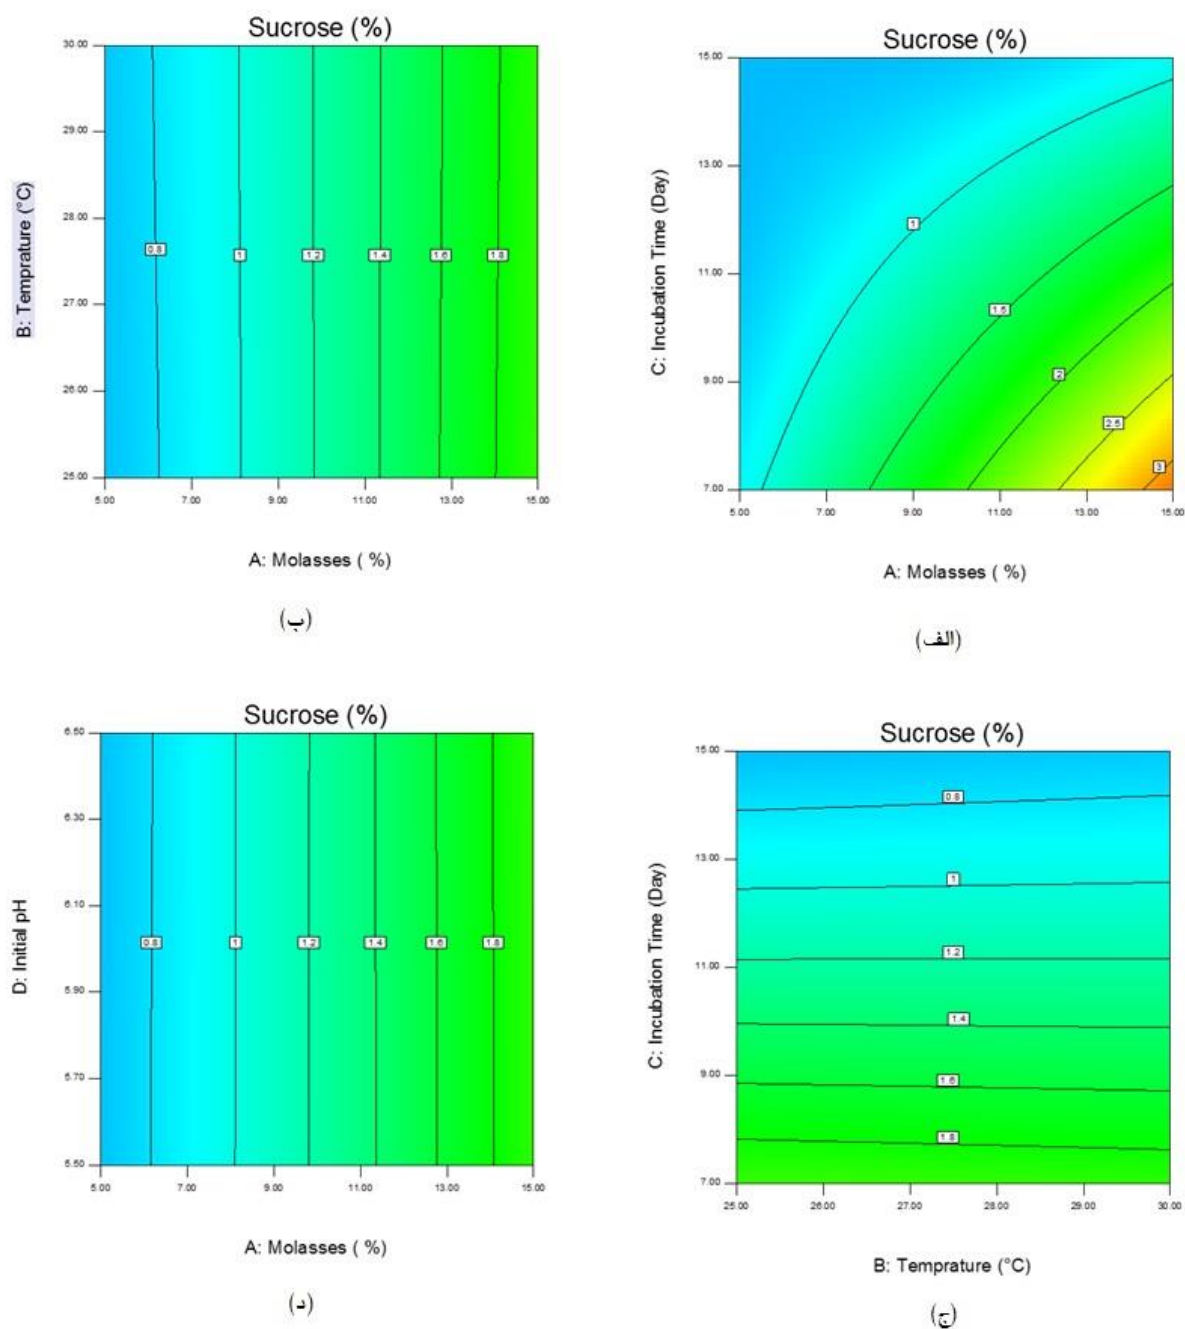 Sucrose (%)
30.00
29.00
28.00
27.00
26.00
25.00
B: Temprature (°C)
0.8
1
1.2
1.4
1.6
1.8
5.00 7.00 9.00 11.00 13.00 15.00
A: Molasses ( %)
(ب)
Sucrose (%)
15.00
13.00
11.00
9.00
7.00
C: Incubation Time (Day)
1
1.5
2
2.5
3
5.00 7.00 9.00 11.00 13.00 15.00
A: Molasses ( %)
(الف)
Sucrose (%)
6.50
6.30
6.10
5.90
5.70
5.50
D: Initial pH
0.8
1
1.2
1.4
1.6
1.8
5.00 7.00 9.00 11.00 13.00 15.00
A: Molasses ( %)
(د)
Sucrose (%)
15.00
13.00
11.00
9.00
7.00
C: Incubation Time (Day)
0.8
1
1.2
1.4
1.6
1.8
25.00 26.00 27.00 28.00 29.00 30.00
B: Temprature (°C)
(ج)